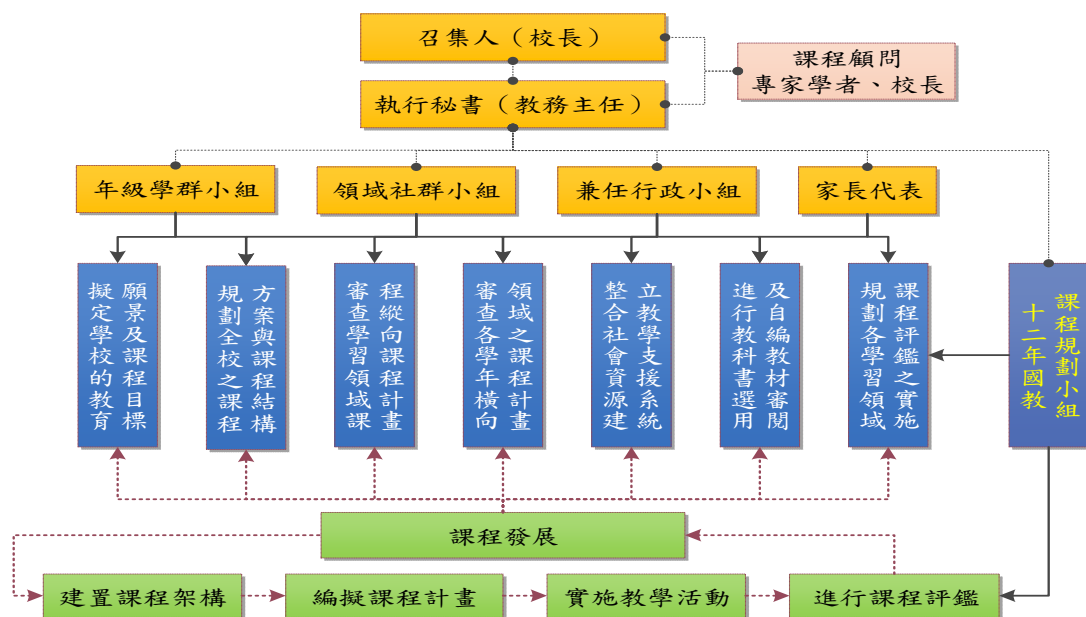 召集人（校長）
課程顧問
專家學者、校長
執行秘書（教務主任）
年級學群小組
領域社群小組
兼任行政小組
家長代表
擬定學校的教育
願景及課程目標
規劃全校之課程
方案與課程結構
審查學習領域課
程縱向課程計畫
審查各學年橫向
領域之課程計畫
整合社會資源建
立教學支援系統
進行教科書選用
及自編教材審閱
規劃各學習領域
課程評鑑之實施
十二年國教
課程規劃小組
課程發展
建置課程架構
編擬課程計畫
實施教學活動
進行課程評鑑